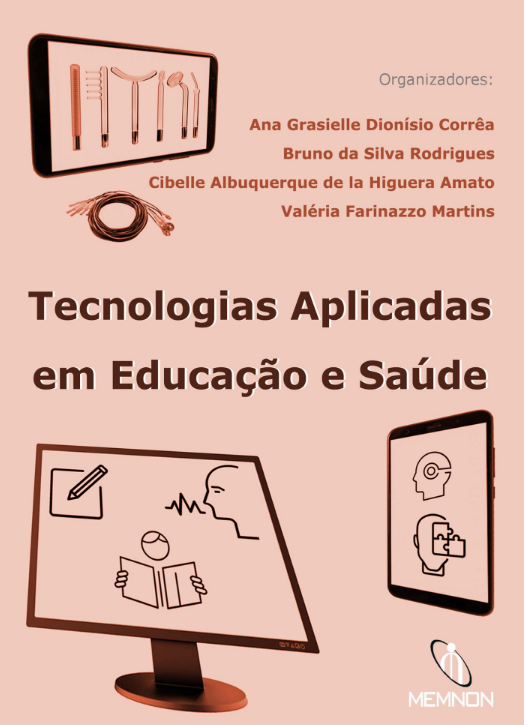 Organizadores:
Ana Grasielle Dionísio Corrêa
Bruno da Silva Rodrigues
Cibelle Albuquerque de la Higuera Amato
Valéria Farinazzo Martins
Tecnologias Aplicadas
em Educação e Saúde
MEMNON